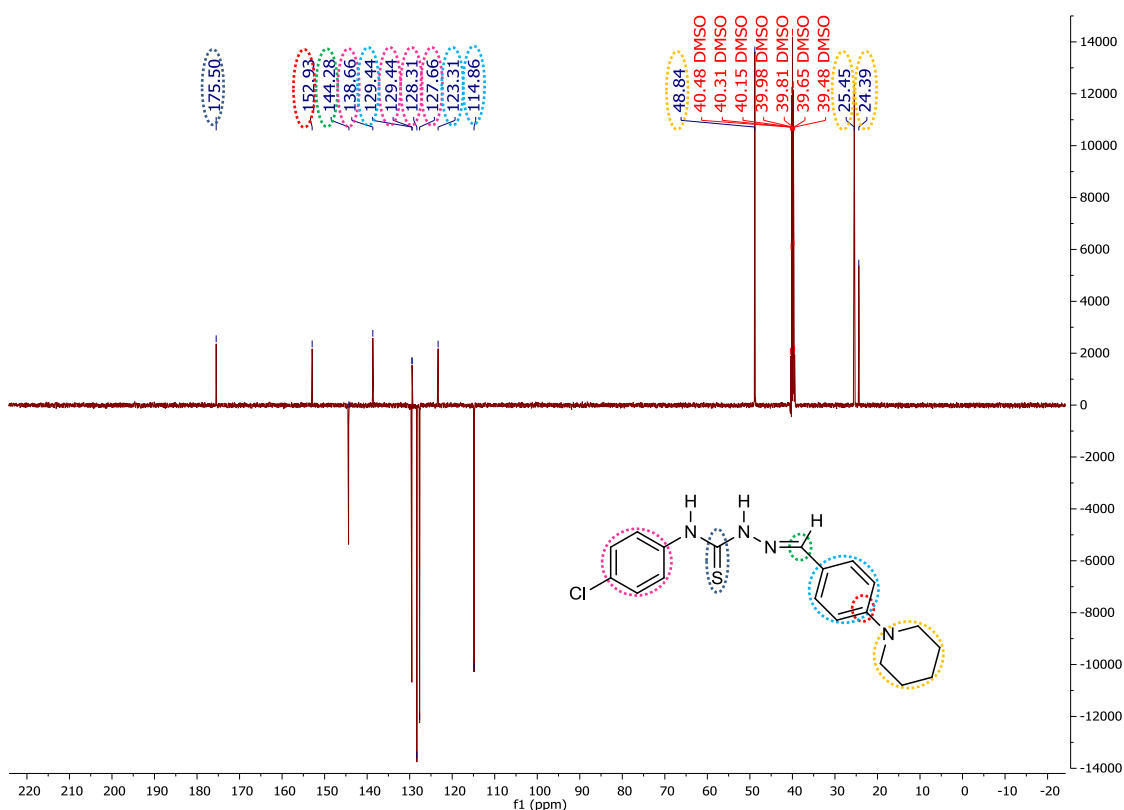 175.50
152.93
144.28
138.66
129.44
129.44
128.31
127.66
123.31
114.86
48.84
40.48 DMSO
40.31 DMSO
40.15 DMSO
39.98 DMSO
39.81 DMSO
39.65 DMSO
39.48 DMSO
25.45
24.39
14000
12000
10000
8000
6000
4000
2000
0
-2000
-4000
-6000
-8000
-10000
-12000
-14000
H
H
H
N
N
N
S
Cl
N
220 210 200 190 180 170 160 150 140 130 120 110 100 90 80 70 60 50 40 30 20 10 0 -10 -20
f1 (ppm)